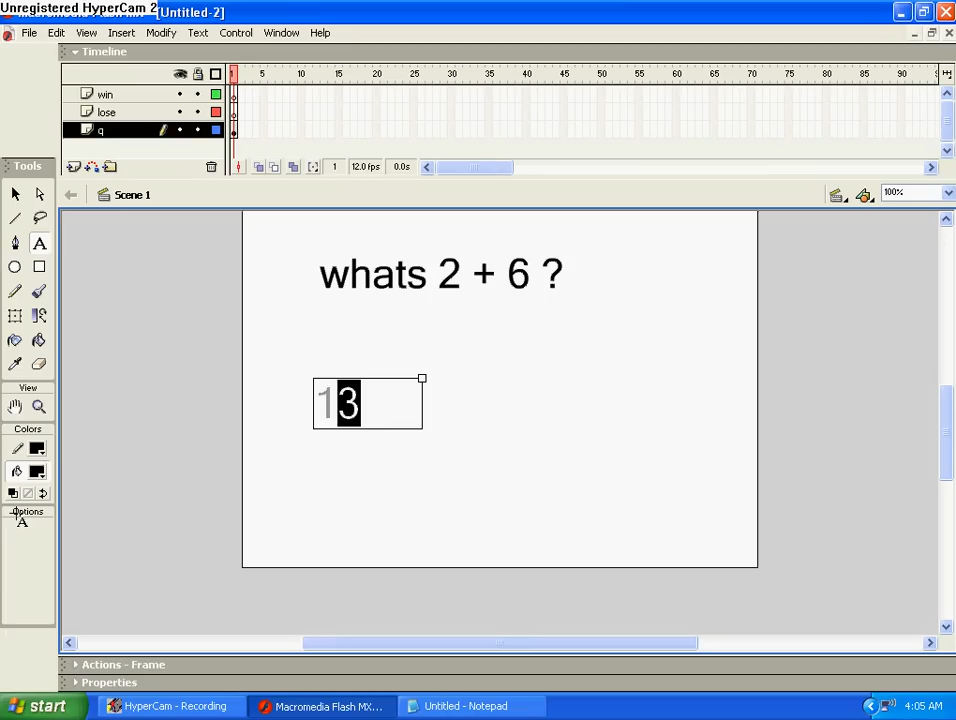 Unregistered HyperCam 2
[Untitled-2]
File Edit View Insert Modify Text Control Window Help
Timeline
1 5 10 15 20 25 30 35 40 45 50 55 60 65 70 75 80 85 90
win
lose
q
1 12.0 fps 0.0s
Tools
Scene 1
100%
whats 2 + 6 ?
13
View
Colors
Options
A
Actions - Frame
Properties
start
HyperCam - Recording
Macromedia Flash MX...
Untitled - Notepad
4:05 AM